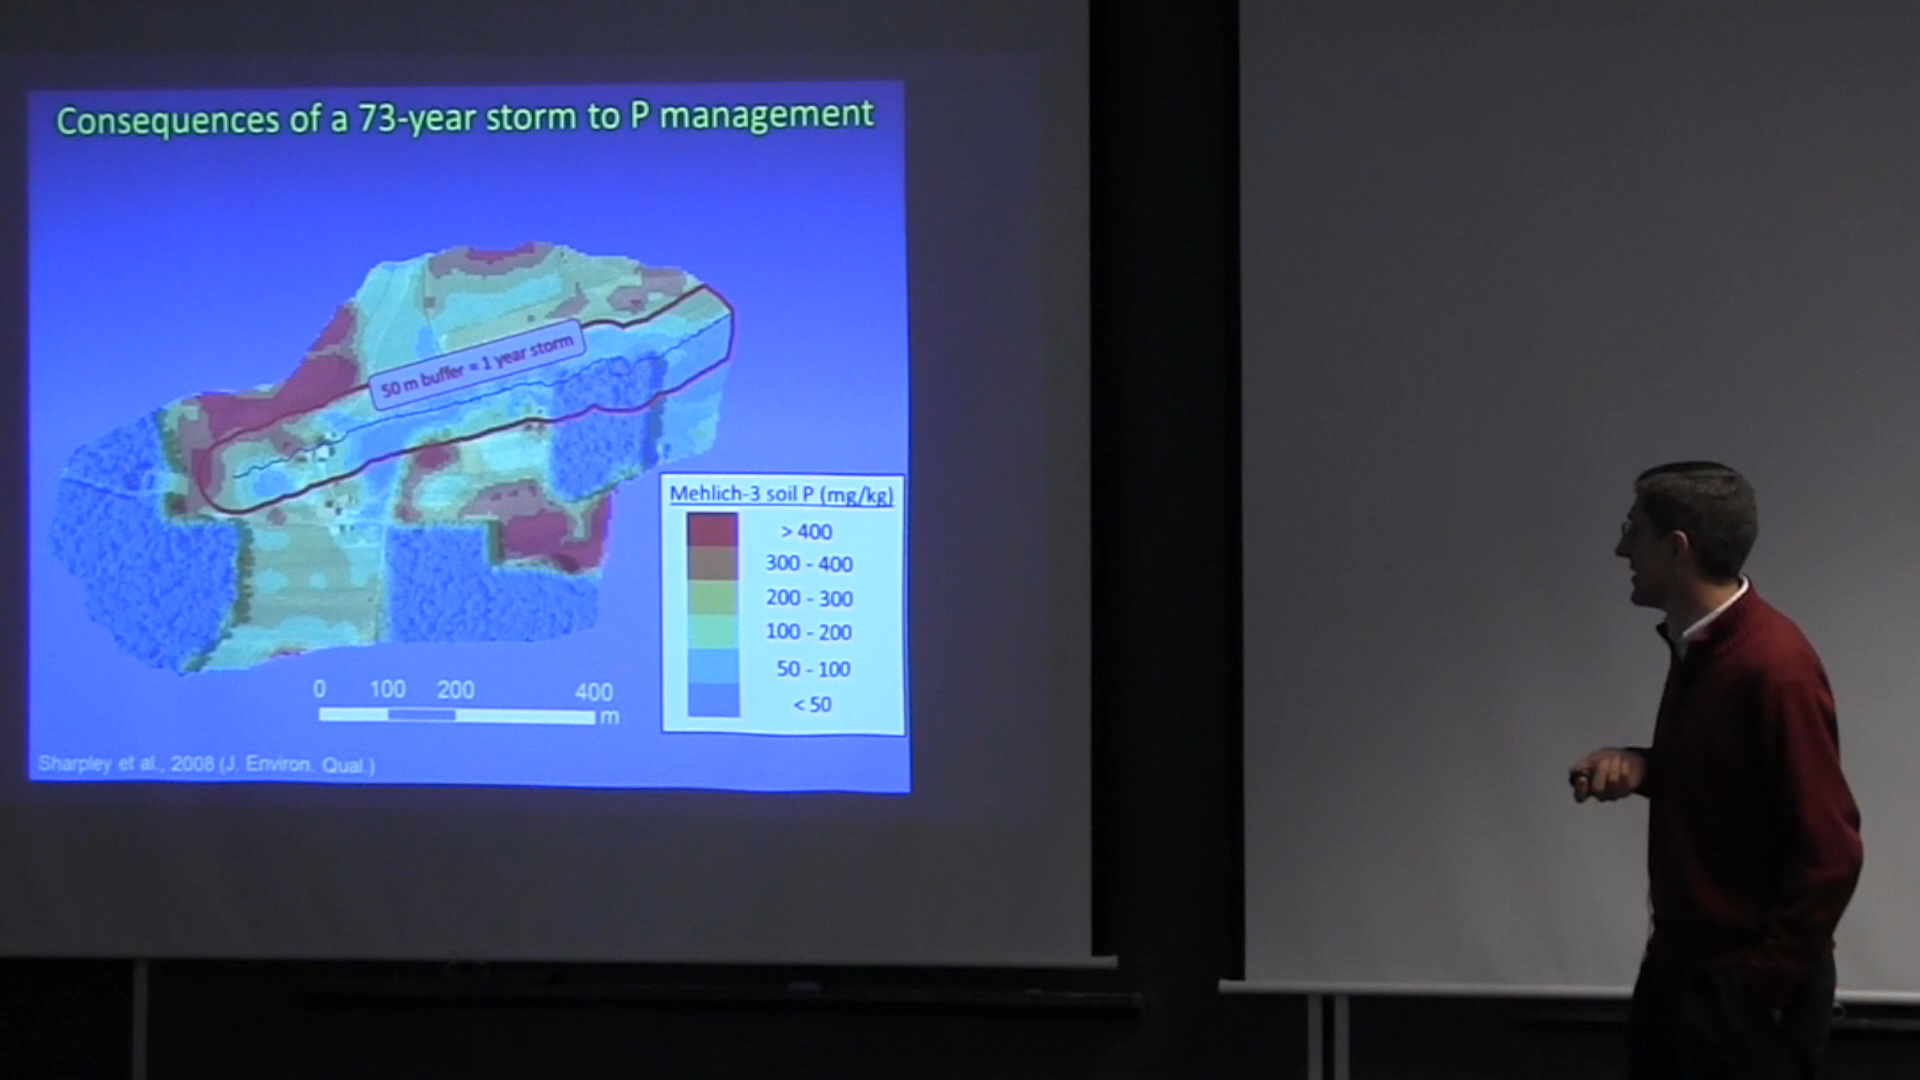 Consequences of a 73-year storm to P management
50 m buffer = 1 year storm
Mehlich-3 soil P (mg/kg)
> 400
300 - 400
200 - 300
100 - 200
50 - 100
< 50
0 100 200 400
m
Sharpley et al., 2008 (J. Environ. Qual.)